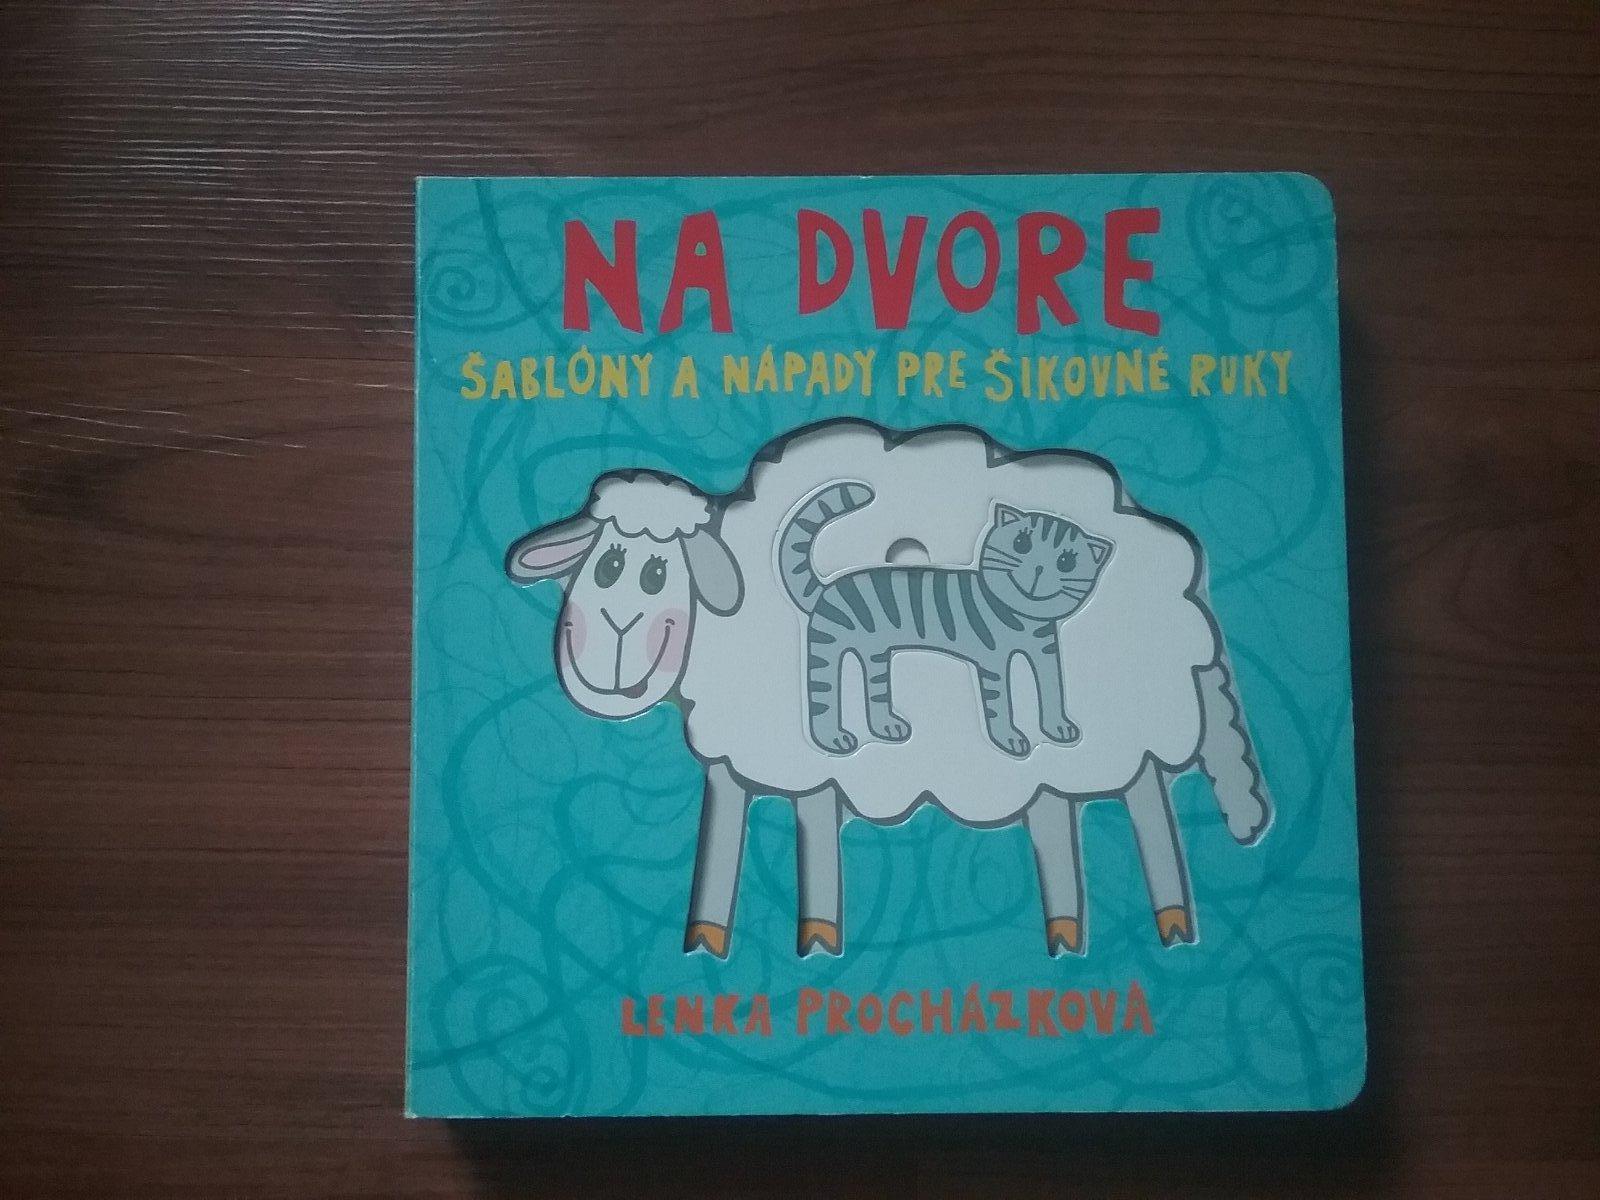 NA DVORE
ŠABLÓNY A NÁPADY PRE ŠIKOVNÉ RUKY
LENKA PROCHÁZKOVÁ